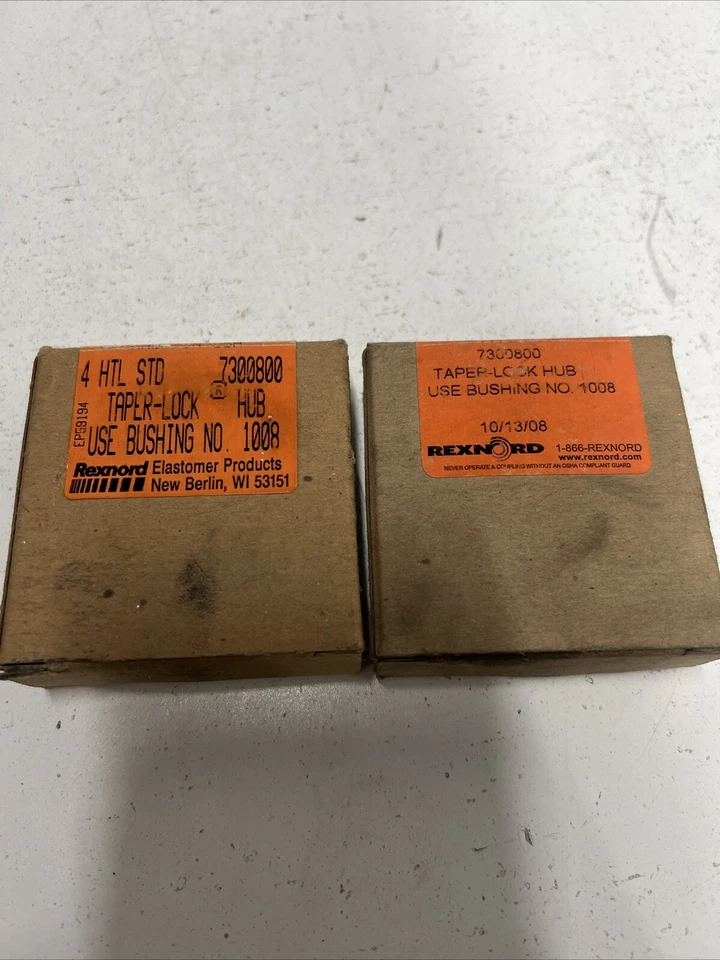 4 HTL STD 7300800
TAPER-LOCK HUB
USE BUSHING NO. 1008
EP59194
Rexnord Elastomer Products
New Berlin, WI 53151
7300800
TAPER-LOCK HUB
USE BUSHING NO. 1008
10/13/08
REXNORD 1-866-REXNORD
www.rexnord.com
NEVER OPERATE A COUPLING WITHOUT AN OSHA COMPLIANT GUARD